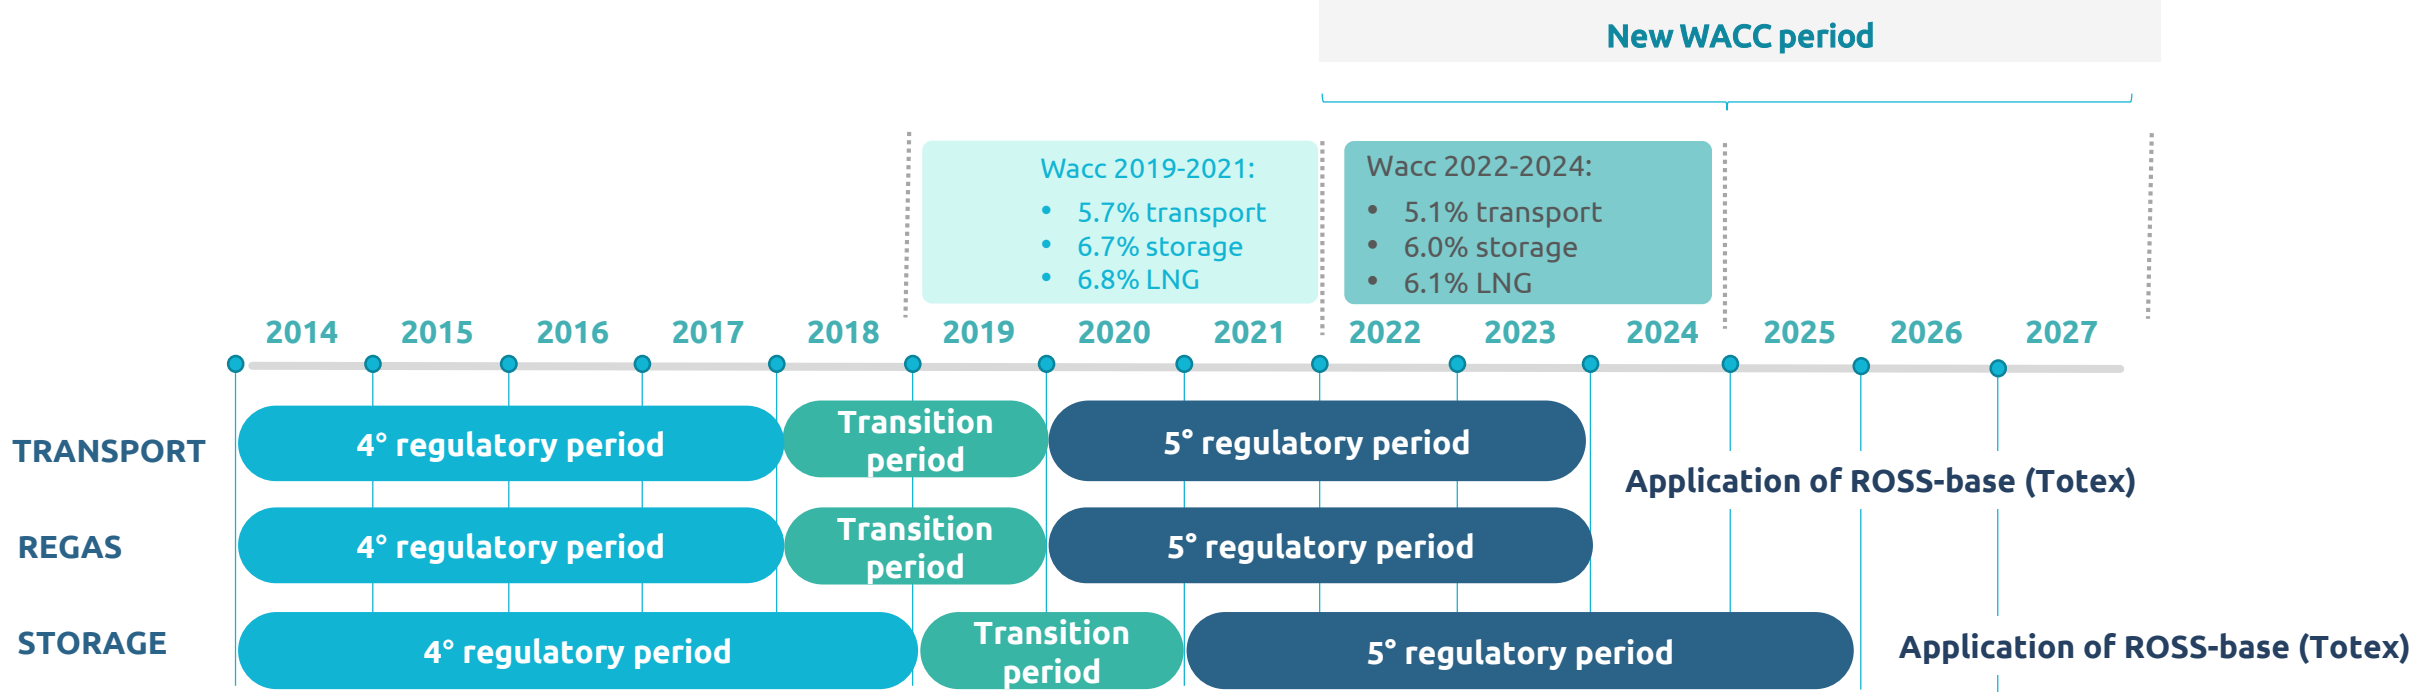 New WACC period
Wacc 2019-2021:
• 5.7% transport
• 6.7% storage
• 6.8% LNG
Wacc 2022-2024:
• 5.1% transport
• 6.0% storage
• 6.1% LNG
2014 2015 2016 2017 2018 2019 2020 2021 2022 2023 2024 2025 2026 2027
TRANSPORT
4° regulatory period
Transition
period
5° regulatory period
Application of ROSS-base (Totex)
REGAS
4° regulatory period
Transition
period
5° regulatory period
STORAGE
4° regulatory period
Transition
period
5° regulatory period
Application of ROSS-base (Totex)